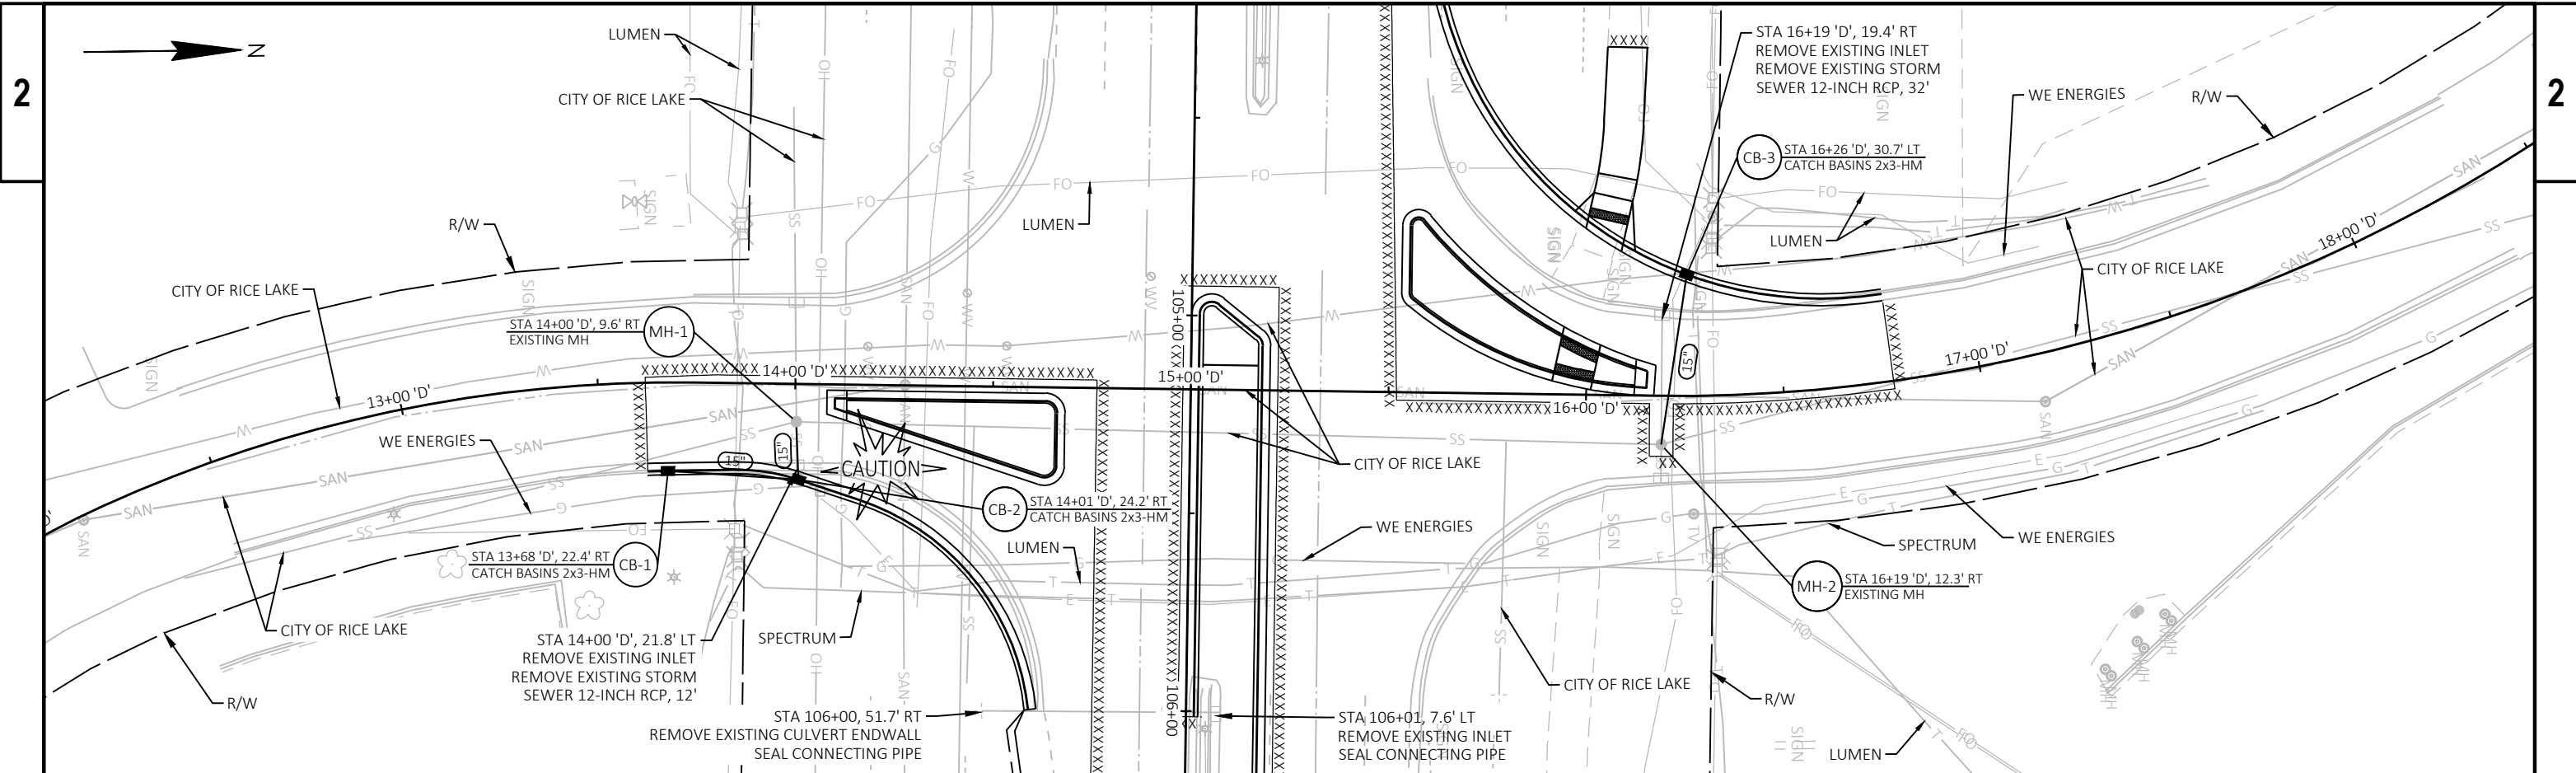 2
2
N
LUMEN
CITY OF RICE LAKE
STA 16+19 'D', 19.4' RT
REMOVE EXISTING INLET
REMOVE EXISTING STORM
SEWER 12-INCH RCP, 32'
WE ENERGIES
R/W
CB-3
STA 16+26 'D', 30.7' LT
CATCH BASINS 2x3-HM
R/W
LUMEN
LUMEN
CITY OF RICE LAKE
CITY OF RICE LAKE
18+00 'D'
STA 14+00 'D', 9.6' RT
EXISTING MH
MH-1
105+00
13+00 'D'
14+00 'D'
15+00 'D'
16+00 'D'
17+00 'D'
15"
WE ENERGIES
15"
15"
CAUTION
CITY OF RICE LAKE
CB-2
STA 14+01 'D', 24.2' RT
CATCH BASINS 2x3-HM
WE ENERGIES
LUMEN
SPECTRUM
WE ENERGIES
STA 13+68 'D', 22.4' RT
CATCH BASINS 2x3-HM
CB-1
MH-2
STA 16+19 'D', 12.3' RT
EXISTING MH
CITY OF RICE LAKE
STA 14+00 'D', 21.8' LT
REMOVE EXISTING INLET
REMOVE EXISTING STORM
SEWER 12-INCH RCP, 12'
SPECTRUM
CITY OF RICE LAKE
R/W
R/W
106+00
STA 106+00, 51.7' RT
REMOVE EXISTING CULVERT ENDWALL
SEAL CONNECTING PIPE
STA 106+01, 7.6' LT
REMOVE EXISTING INLET
SEAL CONNECTING PIPE
LUMEN